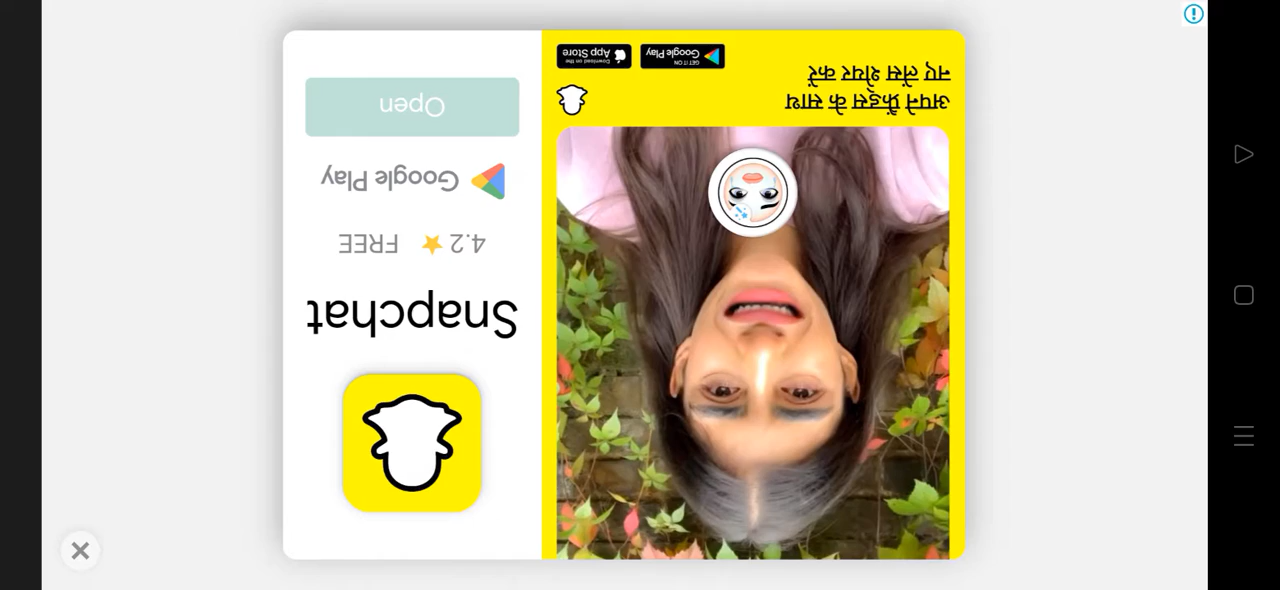 अपने फ़्रेंड्स के साथ
नए लेंस शेयर करें
GET IT ON
Google Play
Download on the
App Store
Snapchat
4.2 FREE
Google Play
Open